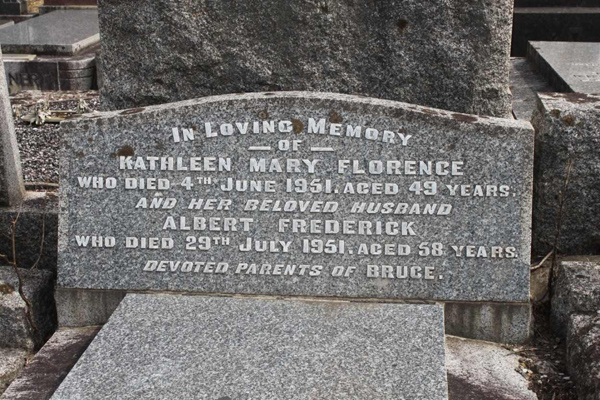 IN LOVING MEMORY
— OF —
KATHLEEN MARY FLORENCE
WHO DIED 4TH JUNE 1951, AGED 49 YEARS.
AND HER BELOVED HUSBAND
ALBERT FREDERICK
WHO DIED 29TH JULY 1951, AGED 58 YEARS.
DEVOTED PARENTS OF BRUCE.